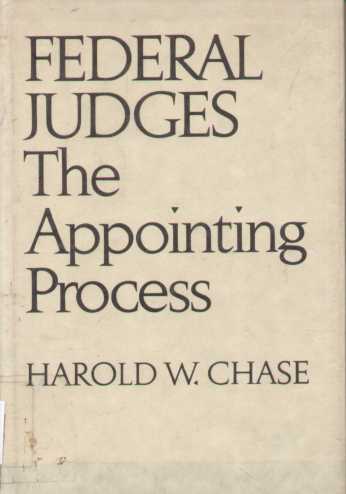 FEDERAL
JUDGES
The
Appointing
Process
HAROLD W. CHASE